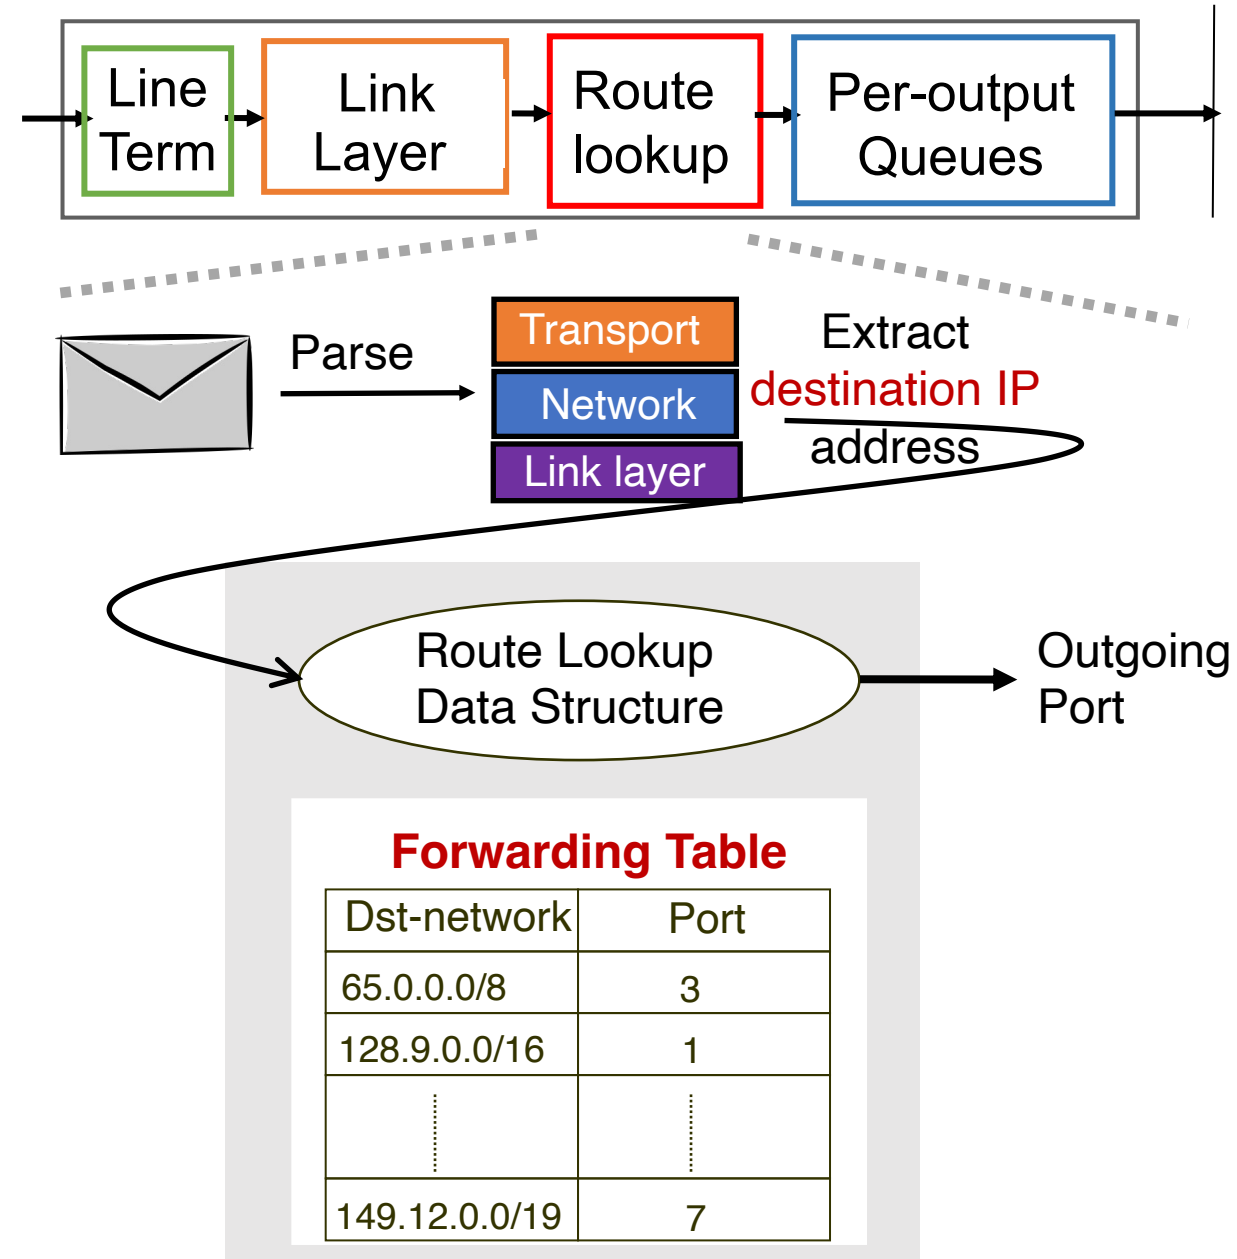 Line
Term
Link
Layer
Route
lookup
Per-output
Queues
Parse
Transport
Network
Link layer
Extract
destination IP
address
Route Lookup
Data Structure
Outgoing
Port
Forwarding Table
Dst-network Port
65.0.0.0/8 3
128.9.0.0/16 1
149.12.0.0/19 7